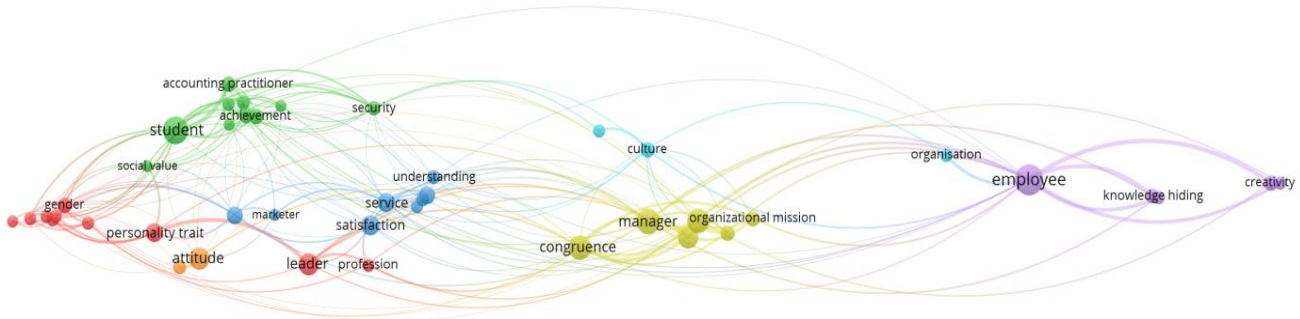 accounting practitioner
achievement
security
student
social value
gender
personality trait
attitude
marketer
understanding
service
satisfaction
leader
profession
culture
manager
organizational mission
congruence
organisation
employee
knowledge hiding
creativity